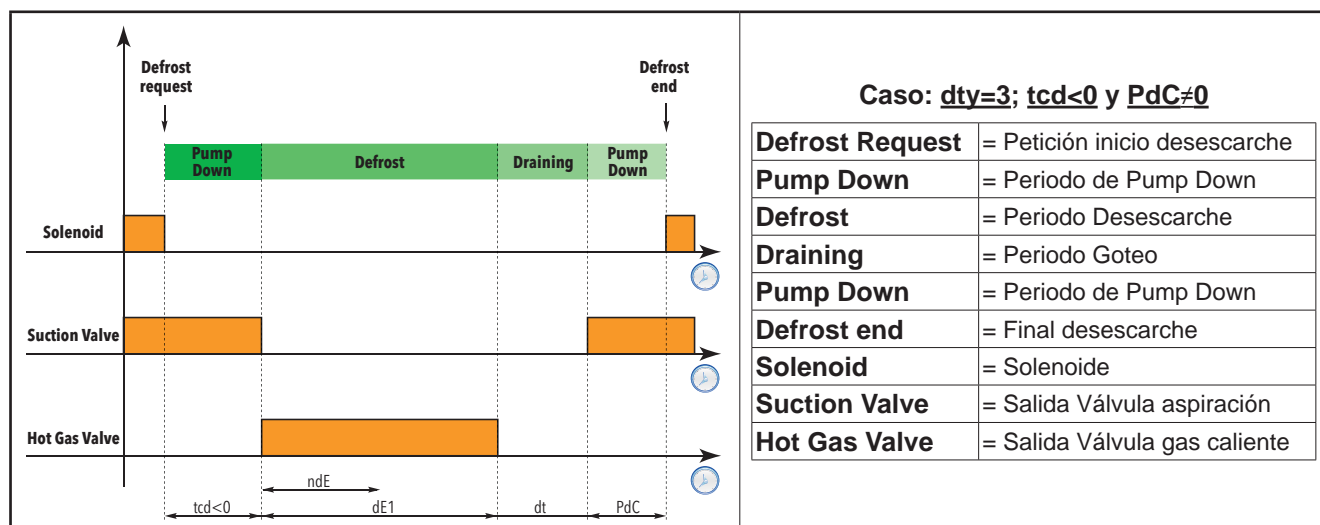 Defrost
request
Defrost
end
Pump
Down
Defrost
Draining
Pump
Down
Solenoid
Suction Valve
Hot Gas Valve
ndE
tcd<0
dE1
dt
PdC
Caso: dty=3; tcd<0 y PdC≠0
Defrost Request = Petición inicio desescarche
Pump Down = Periodo de Pump Down
Defrost = Periodo Desescarche
Draining = Periodo Goteo
Pump Down = Periodo de Pump Down
Defrost end = Final desescarche
Solenoid = Solenoide
Suction Valve = Salida Válvula aspiración
Hot Gas Valve = Salida Válvula gas caliente